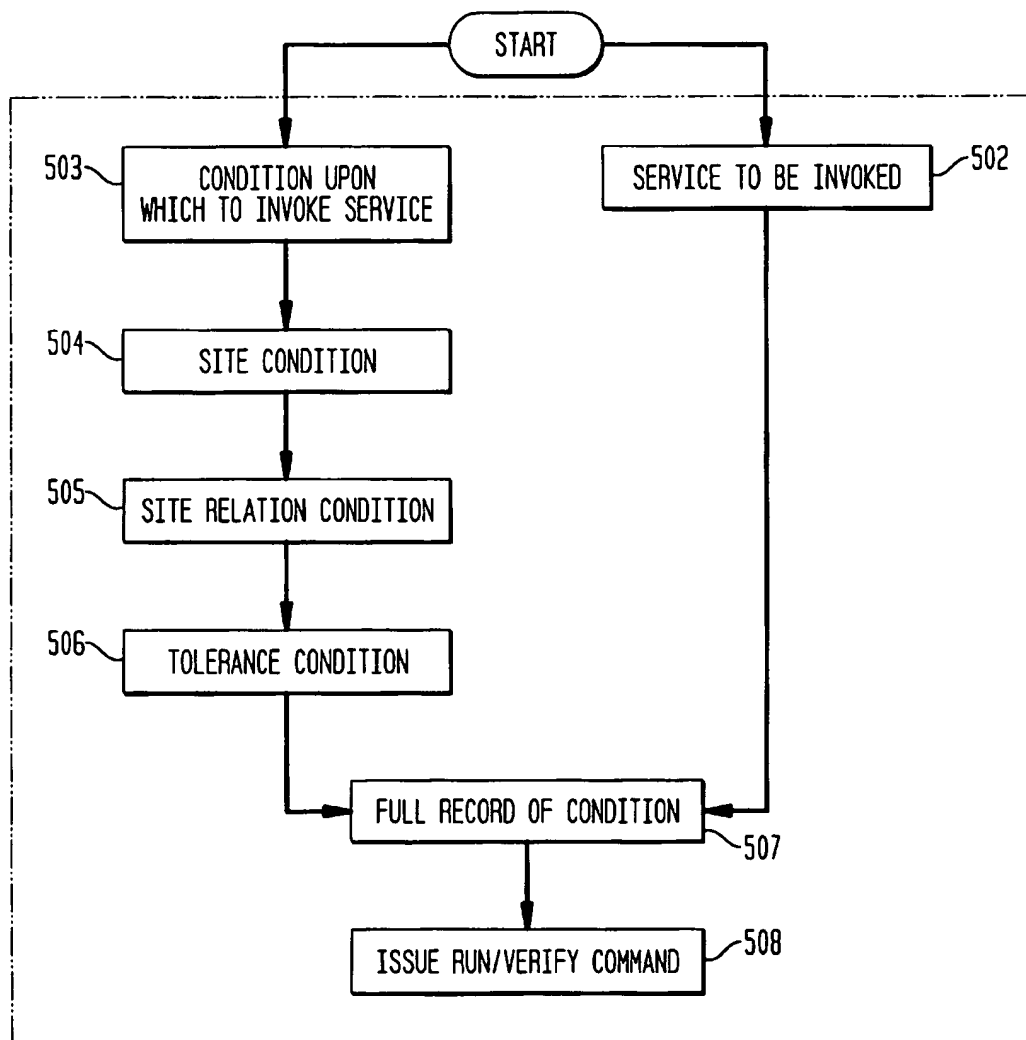 START
503
CONDITION UPON
WHICH TO INVOKE SERVICE
SERVICE TO BE INVOKED
502
504
SITE CONDITION
505
SITE RELATION CONDITION
506
TOLERANCE CONDITION
FULL RECORD OF CONDITION
507
ISSUE RUN/VERIFY COMMAND
508